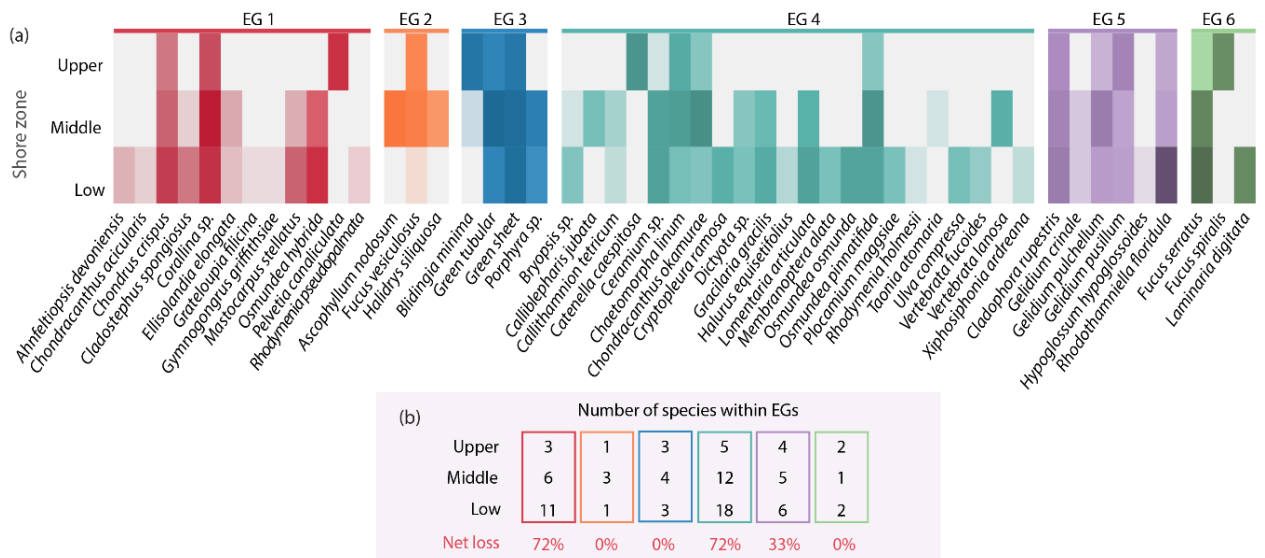 (a)
EG 1 EG 2 EG 3 EG 4 EG 5 EG 6
Shore zone
Upper
Middle
Low
Ahnfeltiopsis devoniensis
Chondracanthus acicularis
Chondrus crispus
Cladostephus spongiosus
Corallina sp.
Ellisolandia elongata
Grateloupia filicina
Gymnogongrus griffthsiae
Mastocarpus stellatus
Osmundea hybrida
Pelvetia canaliculata
Rhodymeniapseudopalmata
Ascophyllum nodosum
Fucus vesiculosus
Halidrys siliquosa
Blidingia minima
Green tubular
Green sheet
Porphyra sp.
Bryopsis sp.
Calliblepharis jubata
Callithamnion tetricum
Catenella caespitosa
Ceramium sp.
Chaetomorpha linum
Chondracanthus okamurae
Cryptopleura ramosa
Dictyota sp.
Gracilaria gracilis
Halurus equisetifolius
Lomentaria articulata
Membranoptera alata
Osmundea osmunda
Osmundea pinnatifida
Plocamium maggsiae
Rhodymenia holmesii
Taonia atomaria
Ulva compressa
Vertebrata fucoides
Vertebrata lanosa
Xiphosiphonia ardreana
Cladophora rupestris
Gelidium crinale
Gelidium pulchellum
Gelidium pusillum
Hypoglossum hypoglossoides
Rhodothamniella floridula
Fucus serratus
Fucus spiralis
Laminaria digitata
(b)
Number of species within EGs
Upper 3 1 3 5 4 2
Middle 6 3 4 12 5 1
Low 11 1 3 18 6 2
Net loss 72% 0% 0% 72% 33% 0%